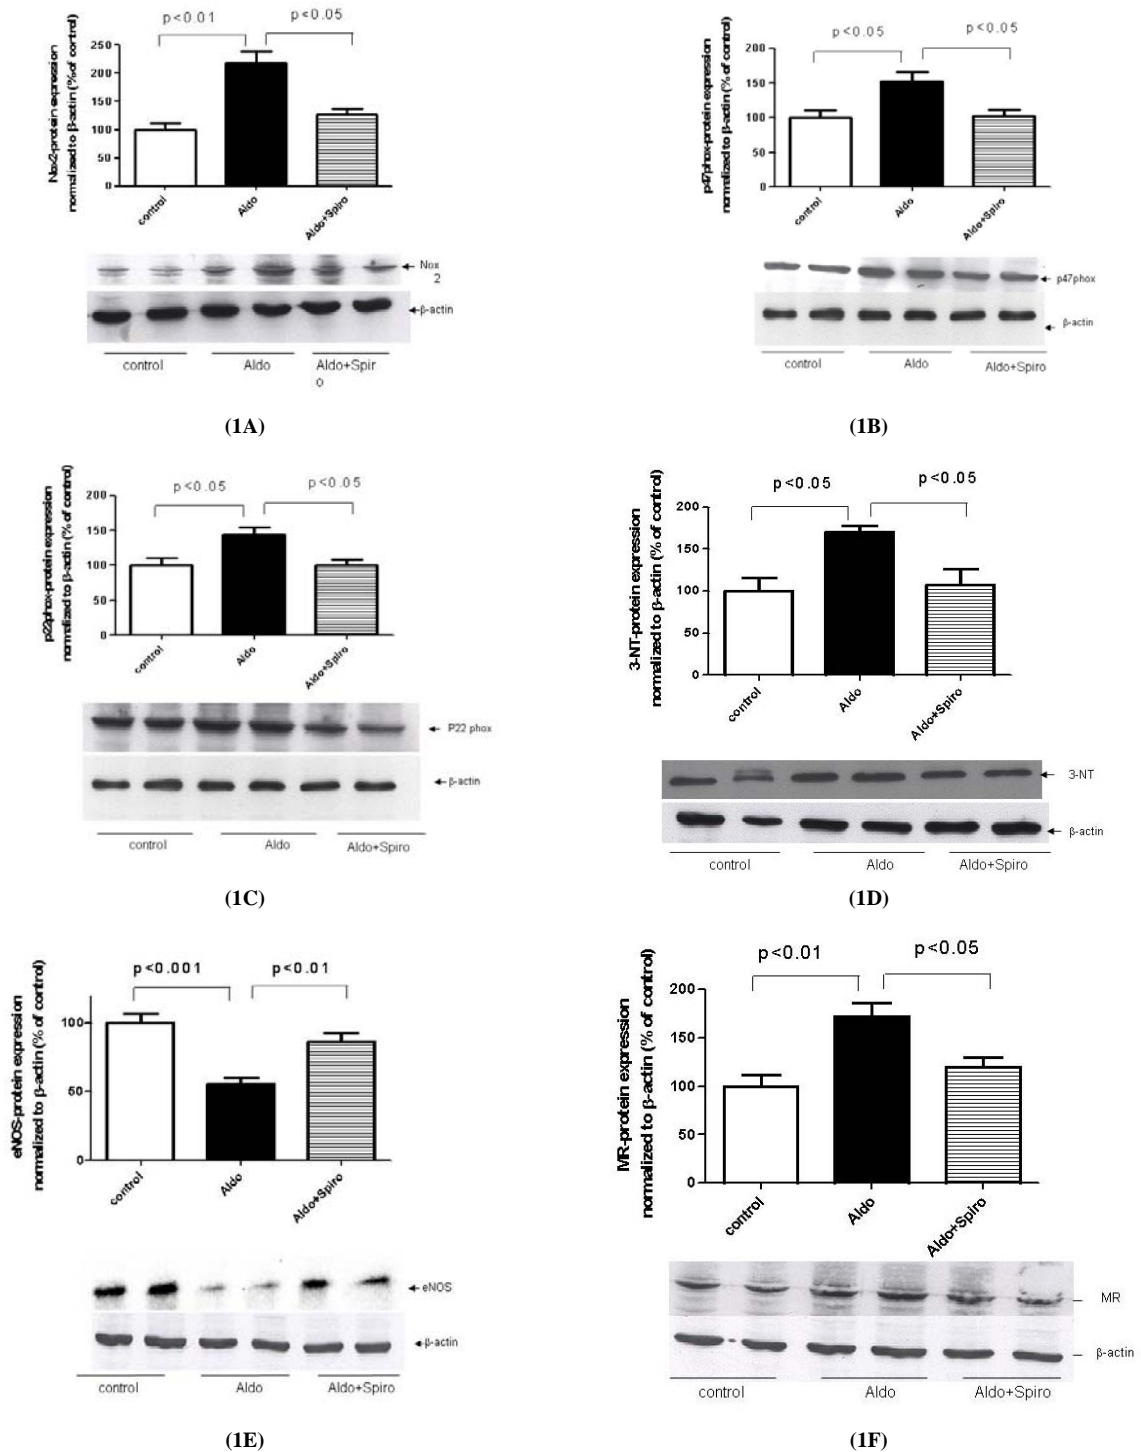 p<0.01
p<0.05
Nox2-protein expression
normalized to β-actin (% of control)
250
200
150
100
50
0
control
Aldo
Aldo+Spiro
Nox
2
β-actin
control
Aldo
Aldo+Spir
o
(1A)
p<0.05
p<0.05
p47phox-protein expression
normalized to β-actin (% of control)
200
150
100
50
0
control
Aldo
Aldo+Spiro
p47phox
β-actin
control
Aldo
Aldo+Spiro
(1B)
p<0.05
p<0.05
p22phox-protein expression
normalized to β-actin (% of control)
200
150
100
50
0
control
Aldo
Aldo+Spiro
P22 phox
β-actin
control
Aldo
Aldo+Spiro
(1C)
p<0.05
p<0.05
3-NT-protein expression
normalized to β-actin (% of control)
200
150
100
50
0
control
Aldo
Aldo+Spiro
3-NT
β-actin
control
Aldo
Aldo+Spiro
(1D)
p<0.001
p<0.01
eNOS-protein expression
normalized to β-actin (% of control)
100
50
0
control
Aldo
Aldo+Spiro
eNOS
β-actin
control
Aldo
Aldo+Spiro
(1E)
p<0.01
p<0.05
MR-protein expression
normalized to β-actin (% of control)
200
150
100
50
0
control
Aldo
Aldo+Spiro
MR
β-actin
control
Aldo
Aldo+Spiro
(1F)